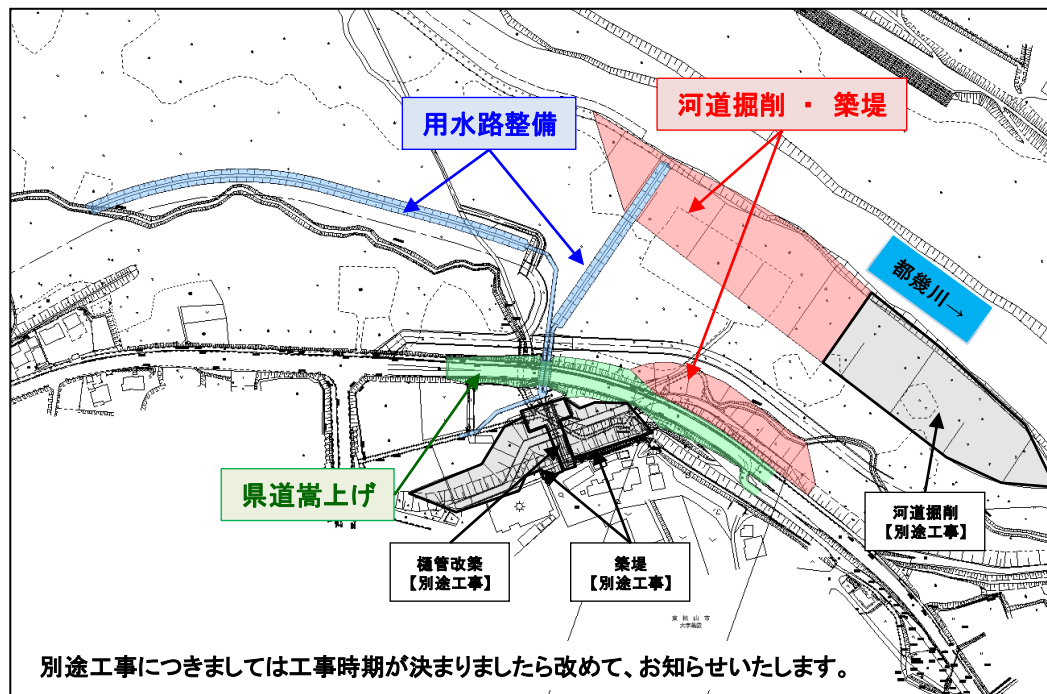 河道掘削 ・ 築堤
用水路整備
都幾川→
県道嵩上げ
河道掘削
【別途工事】
樋管改築
【別途工事】
築堤
【別途工事】
東 松 山 市
別途工事につきましては工事時期が決まりましたら改めて、お知らせいたします。